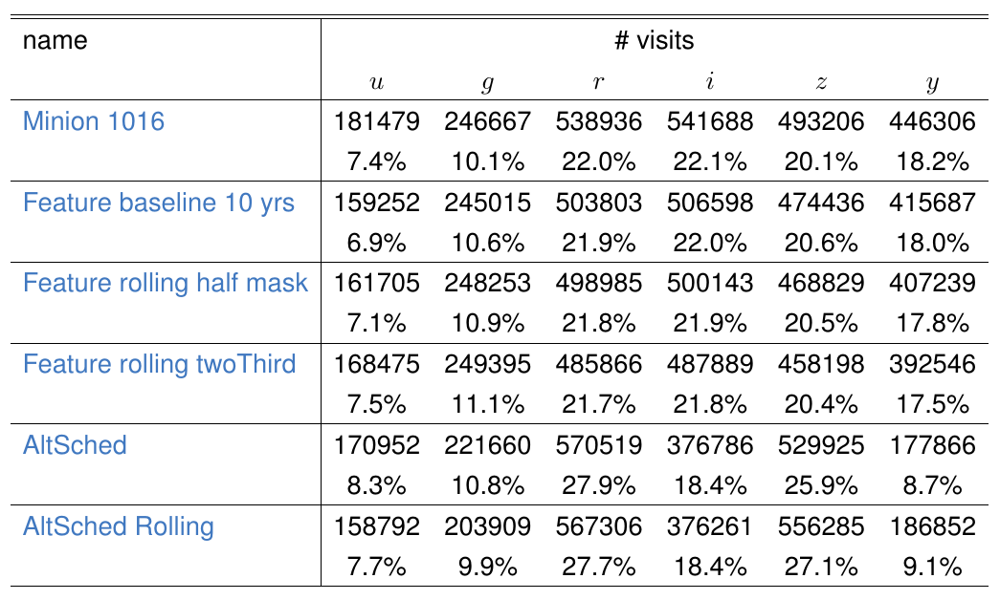 name # visits
u g r i z y
Minion 1016 181479 246667 538936 541688 493206 446306
7.4% 10.1% 22.0% 22.1% 20.1% 18.2%
Feature baseline 10 yrs 159252 245015 503803 506598 474436 415687
6.9% 10.6% 21.9% 22.0% 20.6% 18.0%
Feature rolling half mask 161705 248253 498985 500143 468829 407239
7.1% 10.9% 21.8% 21.9% 20.5% 17.8%
Feature rolling twoThird 168475 249395 485866 487889 458198 392546
7.5% 11.1% 21.7% 21.8% 20.4% 17.5%
AltSched 170952 221660 570519 376786 529925 177866
8.3% 10.8% 27.9% 18.4% 25.9% 8.7%
AltSched Rolling 158792 203909 567306 376261 556285 186852
7.7% 9.9% 27.7% 18.4% 27.1% 9.1%